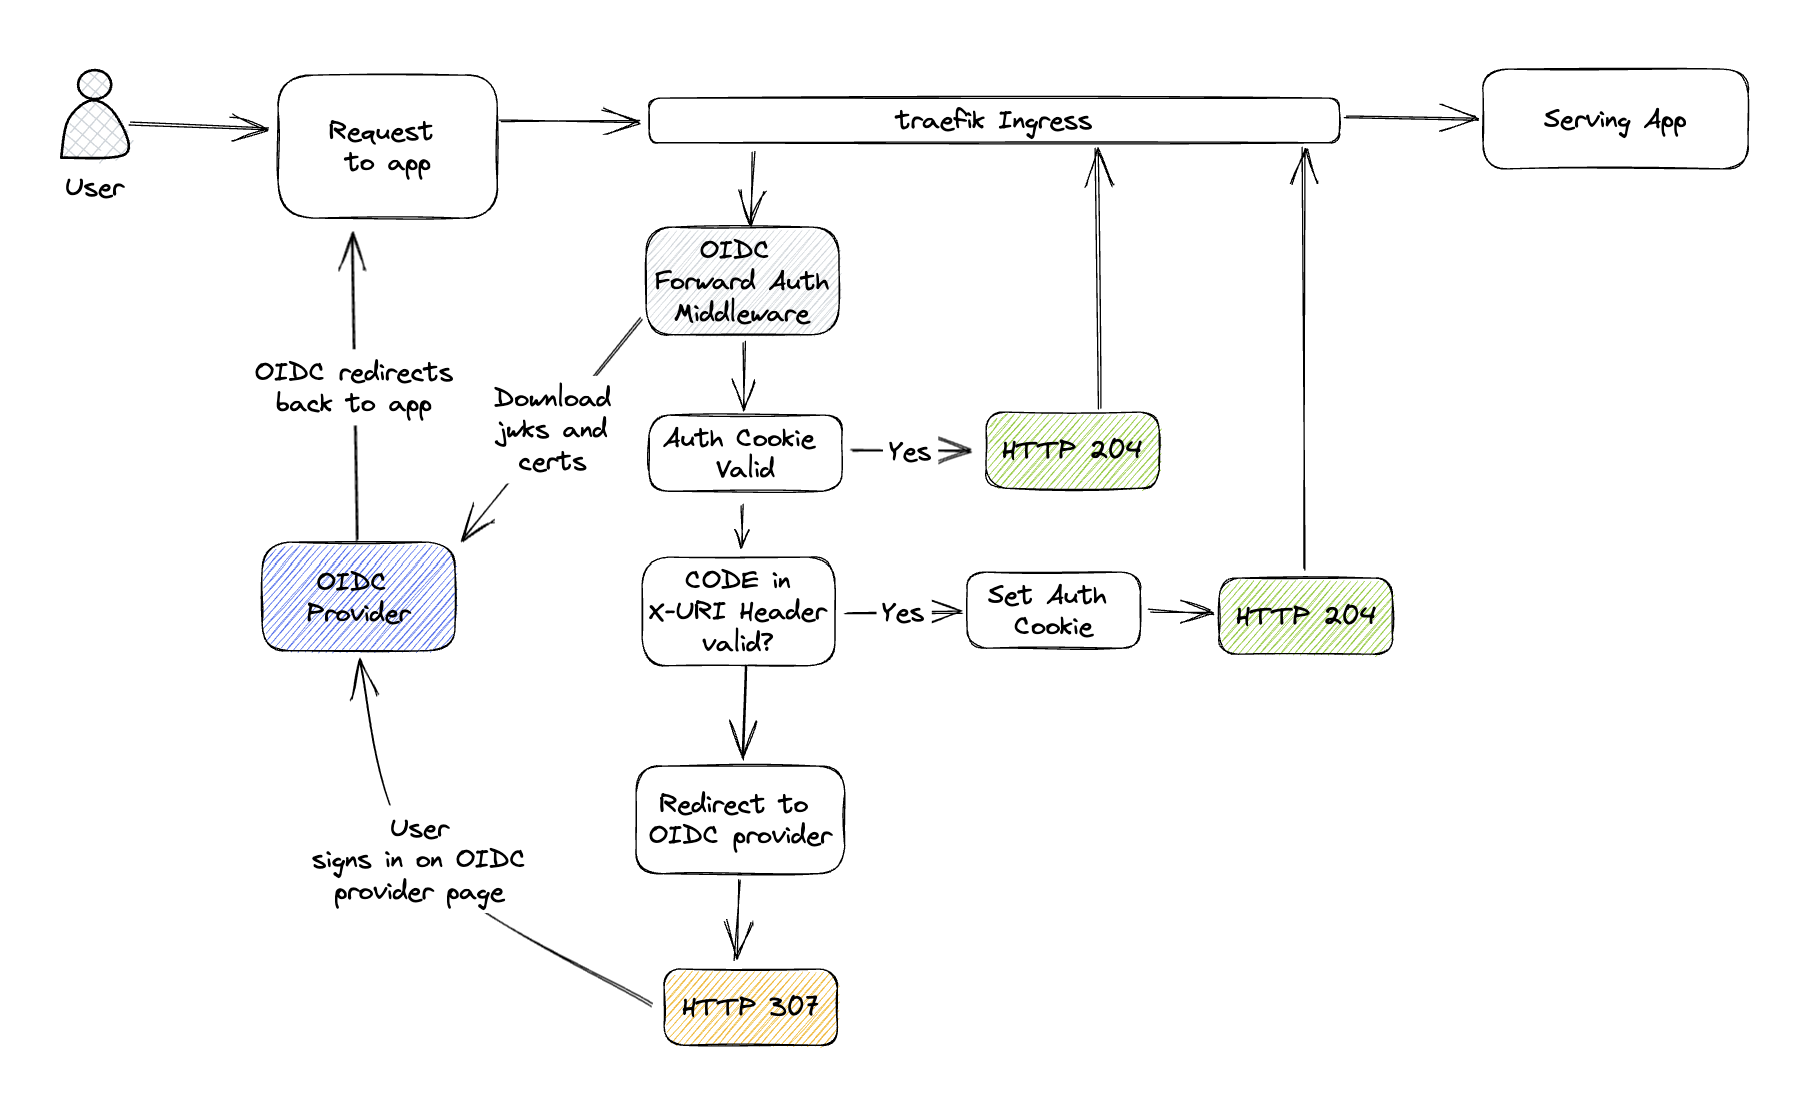 User
Request
to app
traefik Ingress
Serving App
OIDC
Forward Auth
Middleware
OIDC redirects
back to app
Download
jwks and
certs
Auth Cookie
Valid
Yes
HTTP 204
OIDC
Provider
CODE in
X-URI Header
valid?
Yes
Set Auth
Cookie
HTTP 204
Redirect to
OIDC provider
User
signs in on OIDC
provider page
HTTP 307